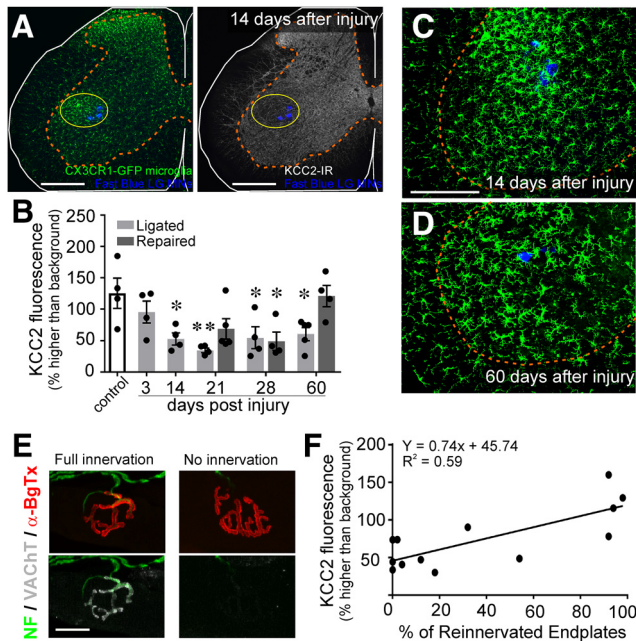 A
14 days after injury
CX3CR1-GFP microglia
Fast Blue LG MNs
KCC2-IR
Fast Blue LG MNs
B
KCC2 fluorescence
(% higher than background)
250
200
150
100
50
0
Ligated
Repaired
*
**
*
*
*
control
3 14 21 28 60
days post injury
C
14 days after injury
D
60 days after injury
E
Full innervation
No innervation
NF / VAChT / α-BgTx
F
KCC2 fluorescence
(% higher than background)
Y = 0.74x + 45.74
R² = 0.59
200
150
100
50
0 20 40 60 80 100
% of Reinnervated Endplates